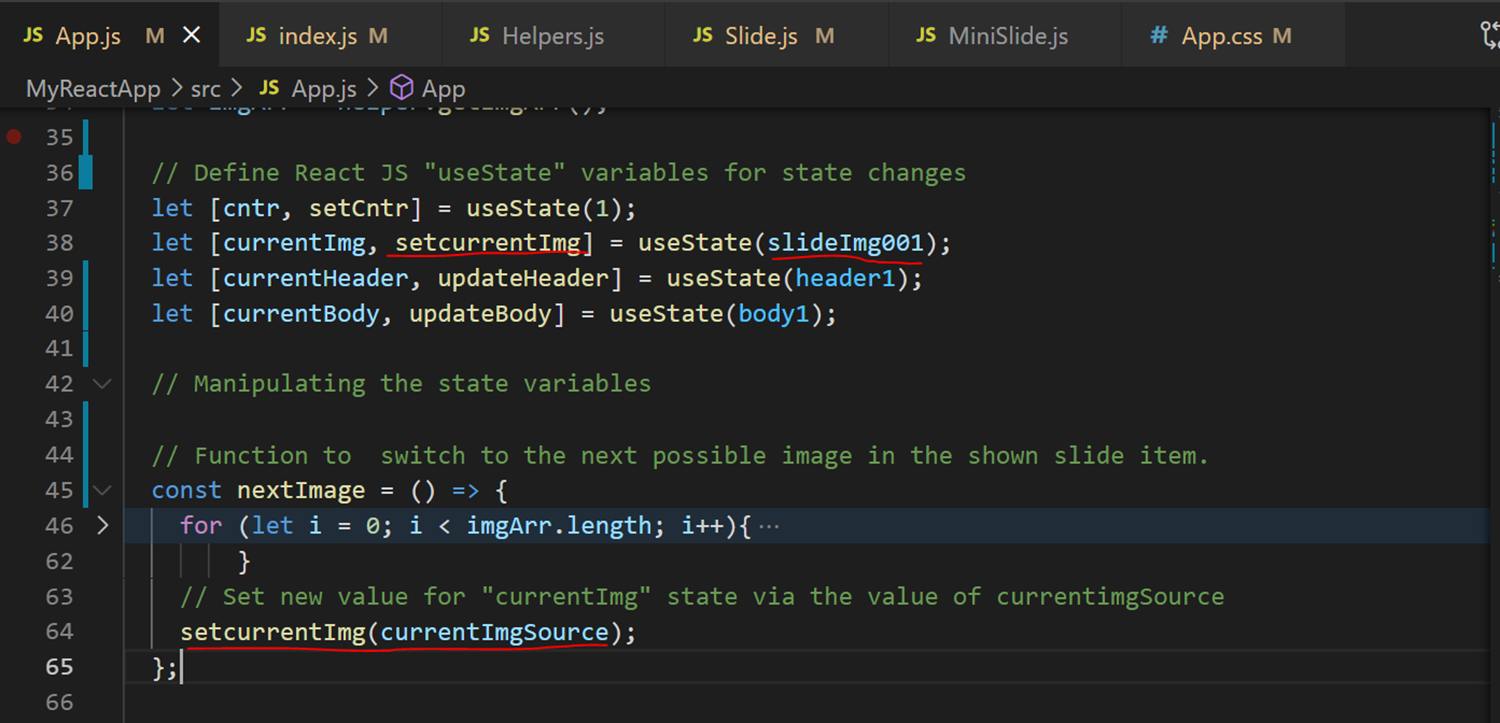 JS App.js M
JS index.js M
JS Helpers.js
JS Slide.js M
JS MiniSlide.js
# App.css M
MyReactApp > src > JS App.js > App
35
36 // Define React JS "useState" variables for state changes
37 let [cntr, setCntr] = useState(1);
38 let [currentImg, setcurrentImg] = useState(slideImg001);
39 let [currentHeader, updateHeader] = useState(header1);
40 let [currentBody, updateBody] = useState(body1);
41
42 // Manipulating the state variables
43
44 // Function to  switch to the next possible image in the shown slide item.
45 const nextImage = () => {
46 for (let i = 0; i < imgArr.length; i++){ ...
62 }
63 // Set new value for "currentImg" state via the value of currentimgSource
64 setcurrentImg(currentImgSource);
65 };
66